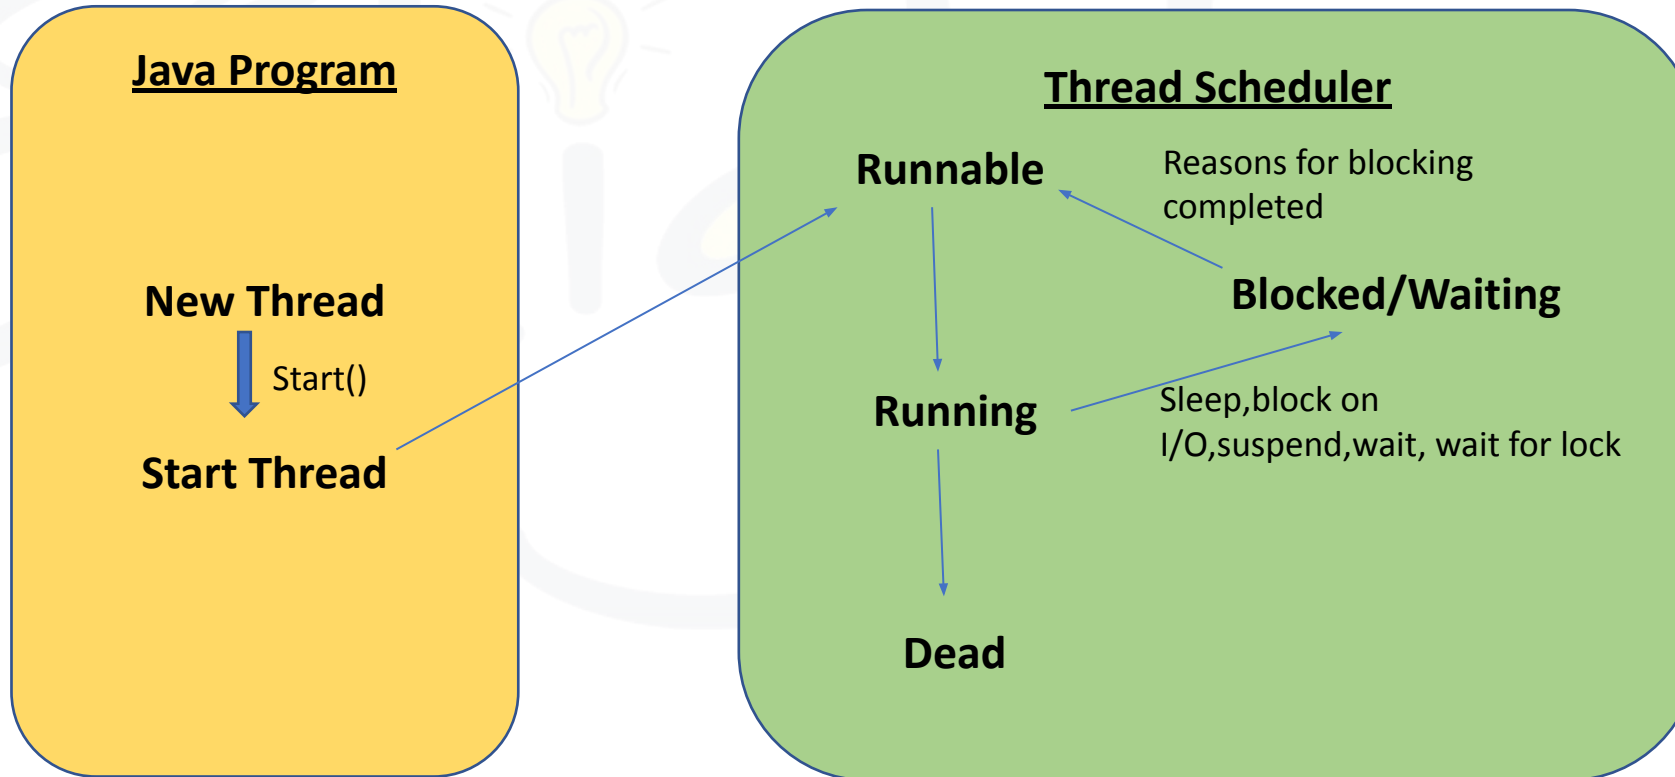 Java Program
New Thread
Start()
Start Thread
Thread Scheduler
Runnable
Reasons for blocking
completed
Blocked/Waiting
Running
Sleep,block on
I/O,suspend,wait, wait for lock
Dead